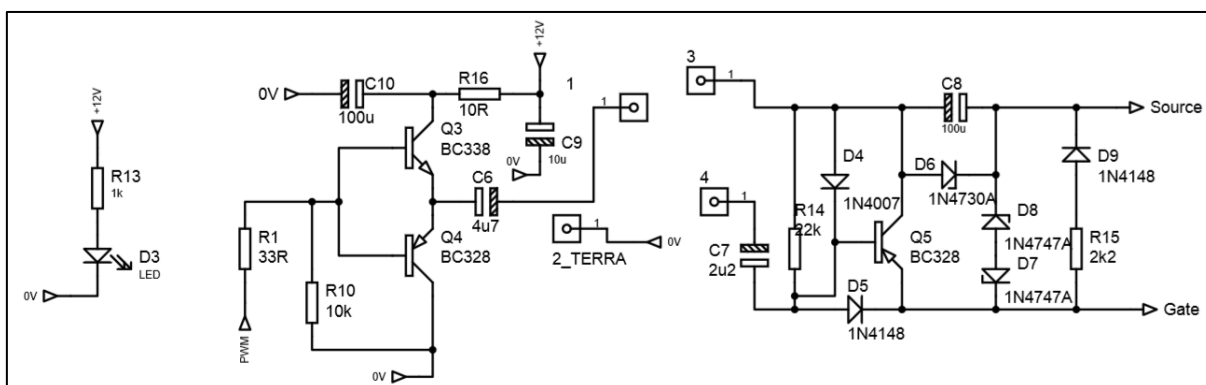 +12V
R13
1k
D3
LED
0V
0V
C10
100u
R16
10R
+12V
1
1
C9
10u
0V
Q3
BC338
C6
4u7
R1
33R
R10
10k
PWM
Q4
BC328
1
2_TERRA
0V
0V
3
1
4
1
C7
2u2
R14
22k
D4
1N4007
D5
1N4148
Q5
BC328
D6
1N4730A
C8
100u
D8
1N4747A
D7
1N4747A
D9
1N4148
R15
2k2
Source
Gate